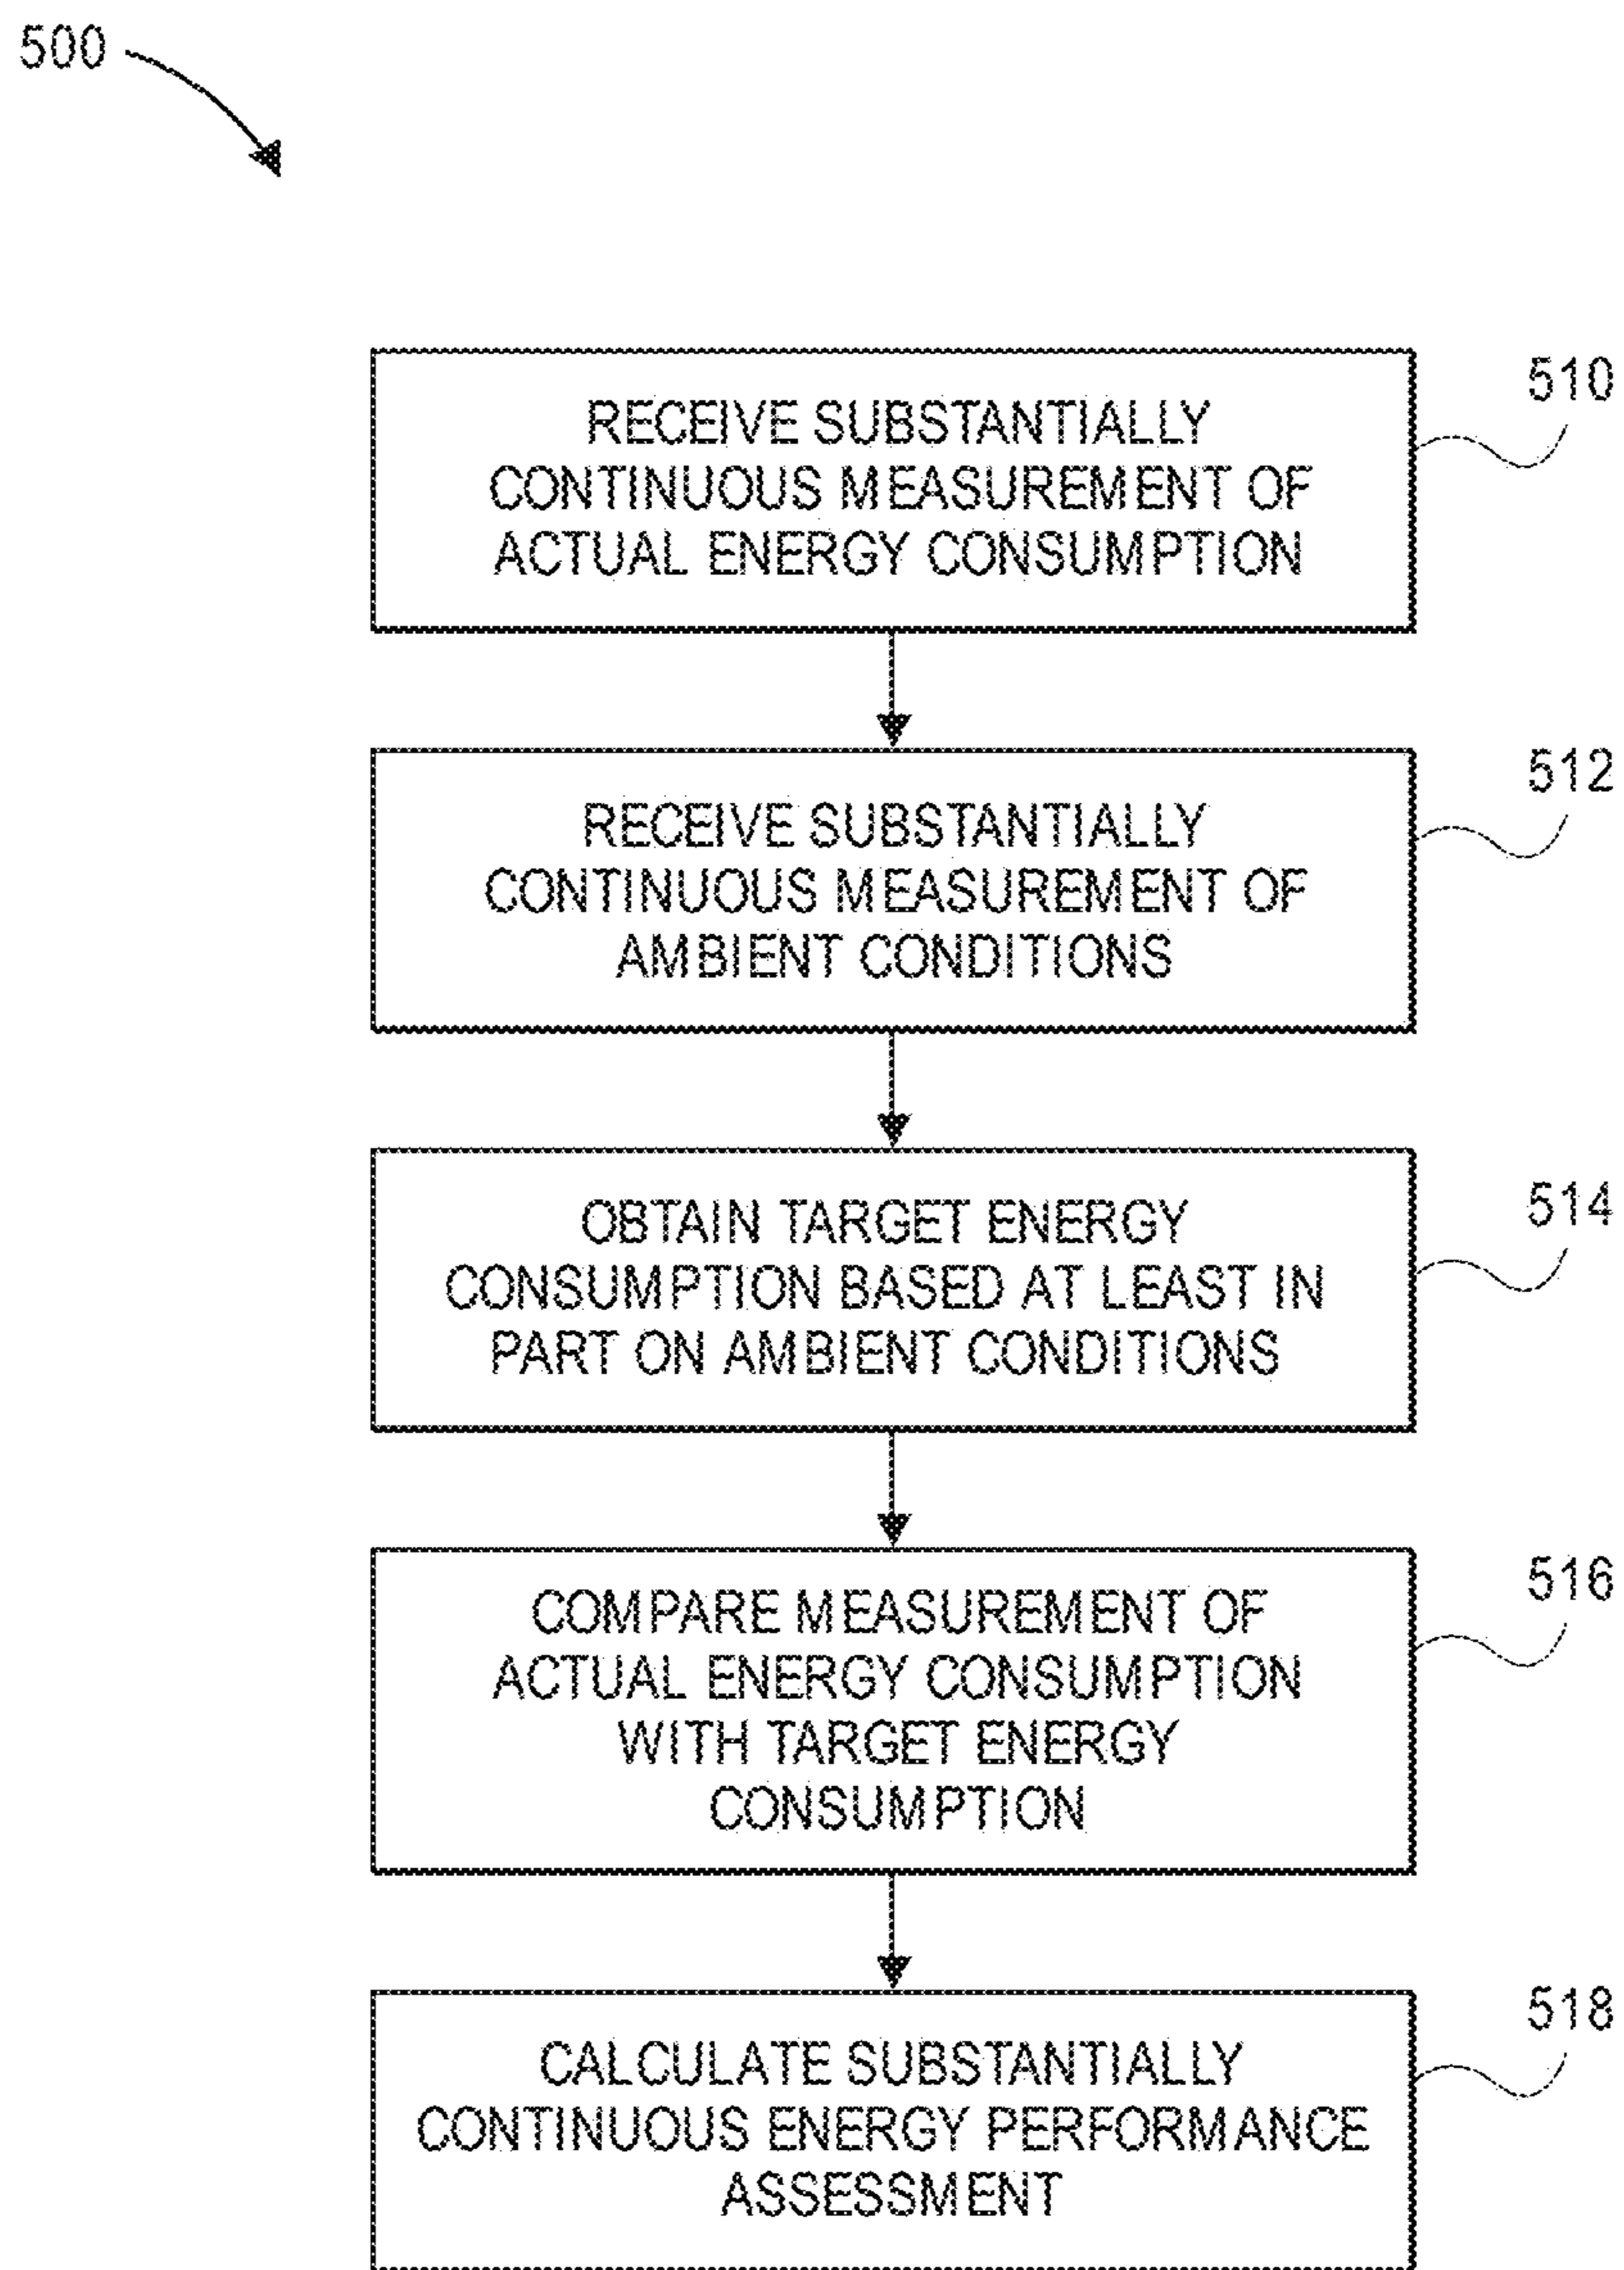 500
510
RECEIVE SUBSTANTIALLY
CONTINUOUS MEASUREMENT OF
ACTUAL ENERGY CONSUMPTION
512
RECEIVE SUBSTANTIALLY
CONTINUOUS MEASUREMENT OF
AMBIENT CONDITIONS
514
OBTAIN TARGET ENERGY
CONSUMPTION BASED AT LEAST IN
PART ON AMBIENT CONDITIONS
516
COMPARE MEASUREMENT OF
ACTUAL ENERGY CONSUMPTION
WITH TARGET ENERGY
CONSUMPTION
518
CALCULATE SUBSTANTIALLY
CONTINUOUS ENERGY PERFORMANCE
ASSESSMENT